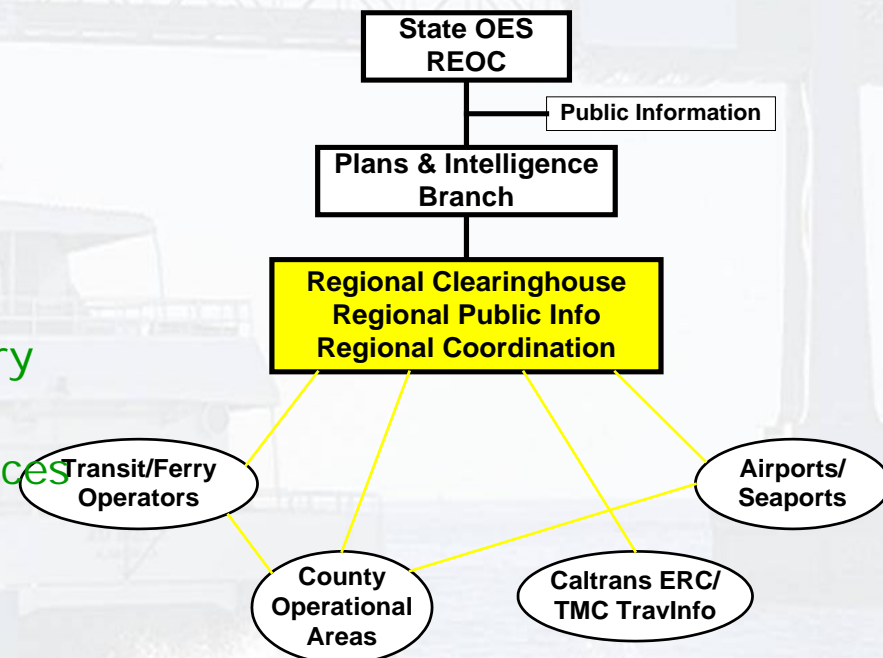 State OES
REOC
Public Information
Plans & Intelligence
Branch
Regional Clearinghouse
Regional Public Info
Regional Coordination
ry
ces
Transit/Ferry
Operators
Airports/
Seaports
County
Operational
Areas
Caltrans ERC/
TMC TravInfo